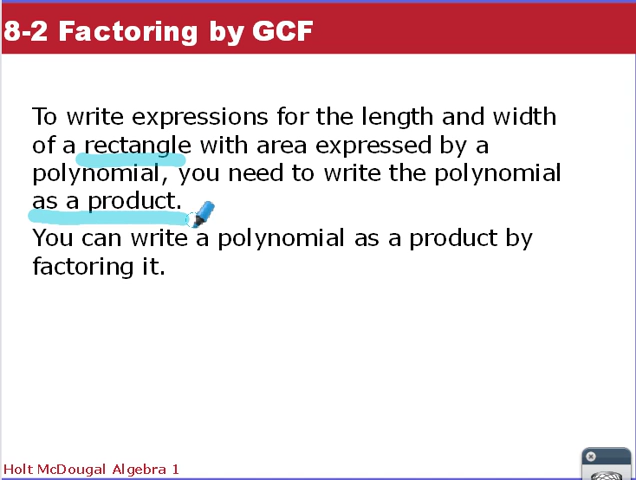 8-2 Factoring by GCF
To write expressions for the length and width
of a rectangle with area expressed by a
polynomial, you need to write the polynomial
as a product.
You can write a polynomial as a product by
factoring it.
Holt McDougal Algebra 1